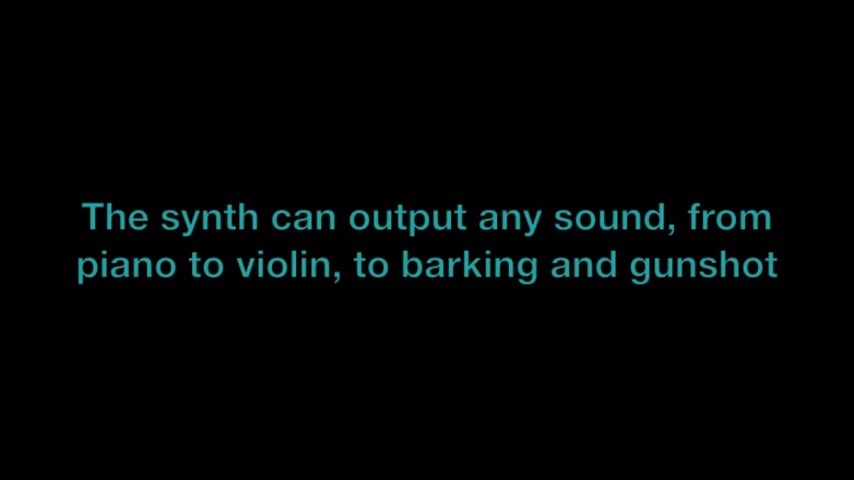 The synth can output any sound, from
piano to violin, to barking and gunshot